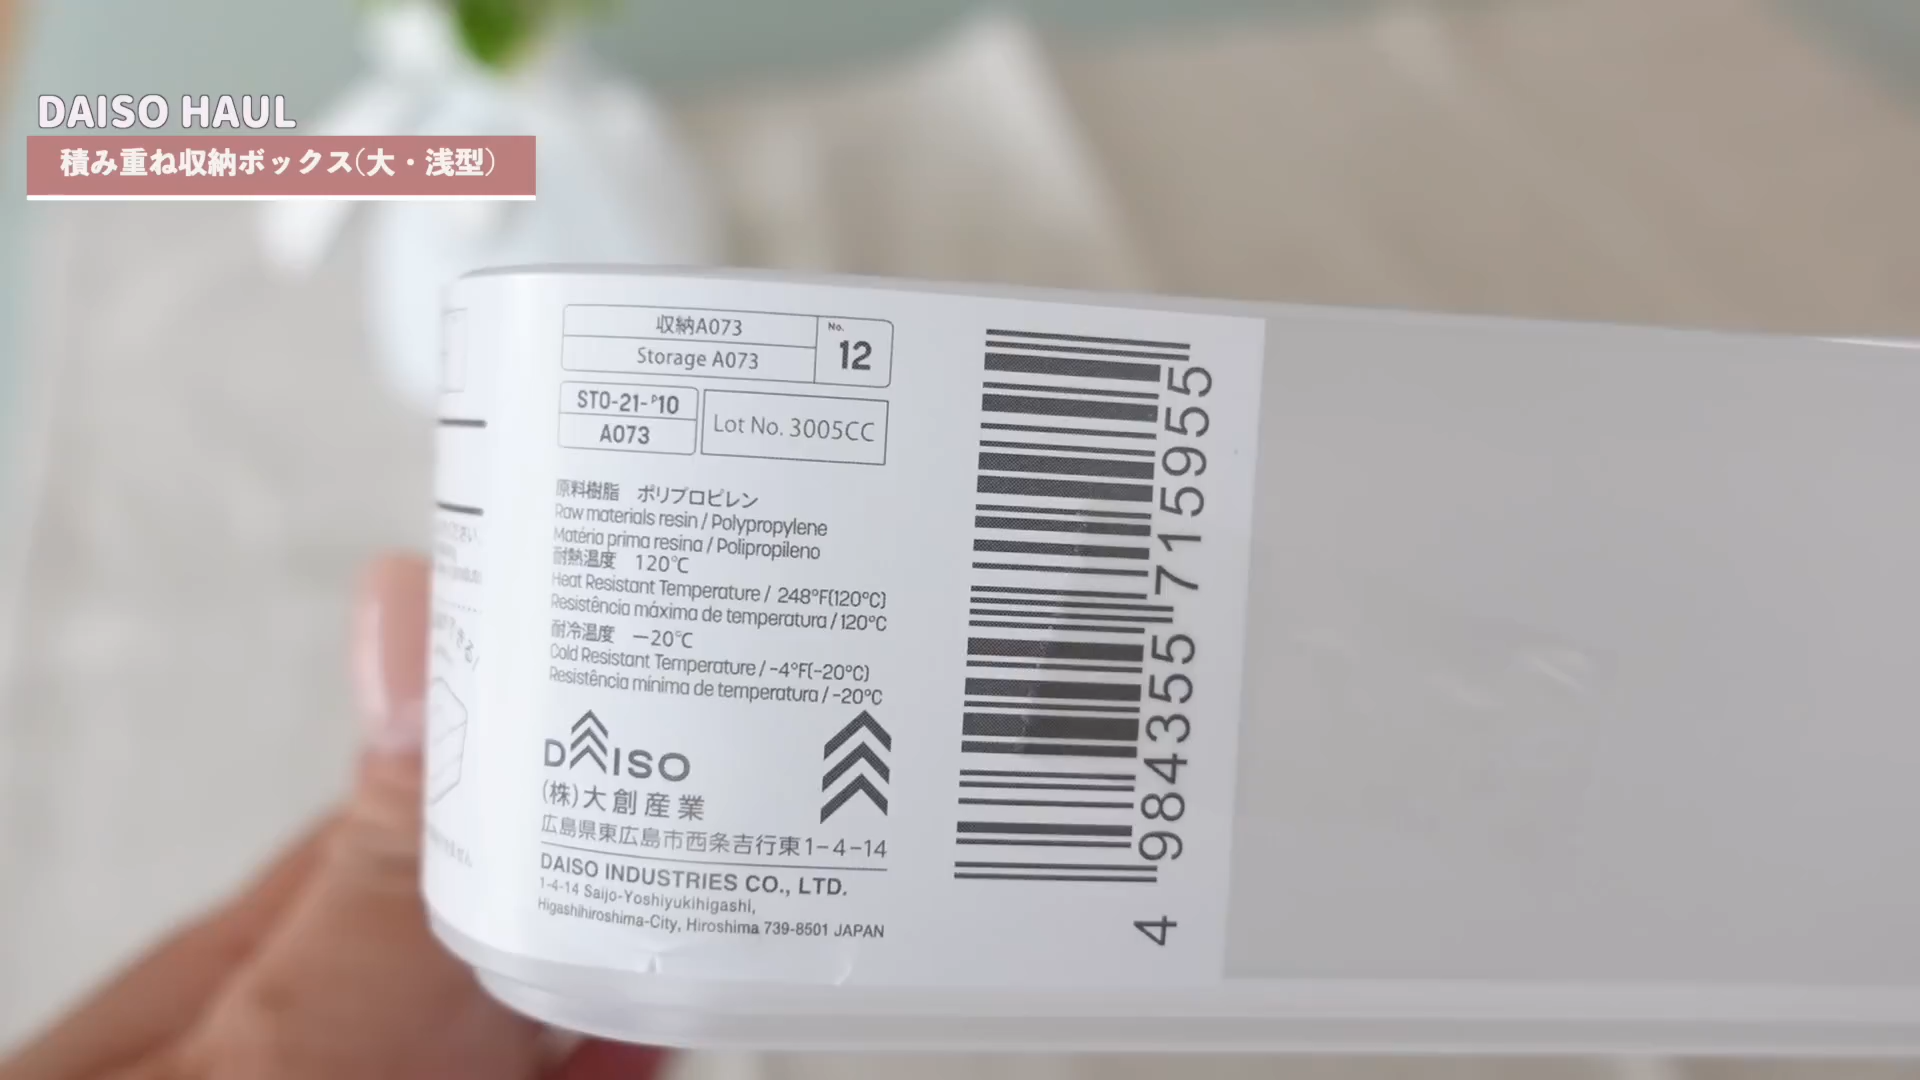 DAISO HAUL
積み重ね収納ボックス(大・浅型)
収納A073
Storage A073
No.
12
STO-21-P10
A073
Lot No. 3005CC
原料樹脂 ポリプロピレン
Raw materials resin / Polypropylene
Matéria prima resina / Polipropileno
耐熱温度 120℃
Heat Resistant Temperature / 248°F(120°C)
Resistência máxima de temperatura / 120°C
耐冷温度 －20℃
Cold Resistant Temperature / -4°F(-20°C)
Resistência mínima de temperatura / -20°C
DAISO
(株)大創産業
広島県東広島市西条吉行東1−4−14
DAISO INDUSTRIES CO., LTD.
1-4-14 Saijo-Yoshiyukihigashi,
Higashihiroshima-City, Hiroshima 739-8501 JAPAN
4 984355 715955